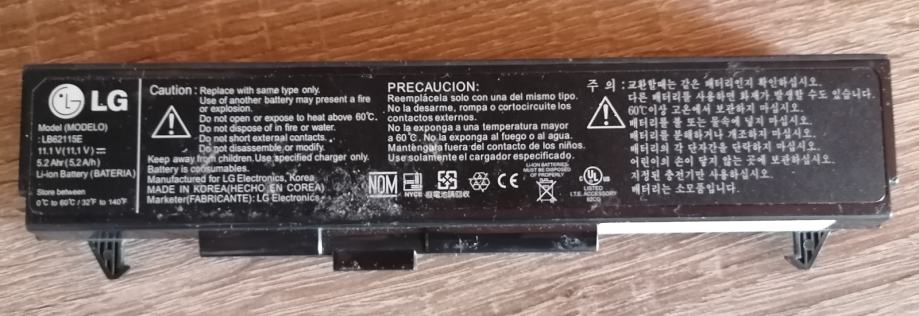 LG
Model (MODELO)
: LB62115E
11.1 V (11.1 V) ⎓
5.2 Ahr (5.2 A/h)
Li-ion Battery (BATERIA)
Store between
0°C to 60°C / 32°F to 140°F
Caution : Replace with same type only.
Use of another battery may present a fire
or explosion.
Do not open or expose to heat above 60°C.
Do not dispose of in fire or water.
Do not short external contacts.
Do not disassemble or modify.
Keep away from children. Use specified charger only.
Battery is consumables.
Manufactured for LG Electronics, Korea
MADE IN KOREA(HECHO EN COREA)
Marketer(FABRICANTE): LG Electronics
PRECAUCION:
Reemplácela solo con una del mismo tipo.
No la desarme, rompa o cortocircuite los
contactos externos.
No la exponga a una temperatura mayor
a 60°C. No la exponga al fuego o al agua.
Manténgala fuera del contacto de los niños.
Use solamente el cargador especificado.
NOM
NYCE
廢電池請回收
CE
LI-ION BATTERIES
MUST BE DISPOSED
OF PROPERLY
UL
LISTED
I.T.E. ACCESSORY
62CG
주 의 : 교환할때는 같은 배터리인지 확인하십시오.
다른 배터리를 사용하면 화재가 발생할 수도 있습니다.
60°C이상 고온에서 보관하지 마십시오.
배터리를 불 또는 물속에 넣지 마십시오.
배터리를 분해하거나 개조하지 마십시오.
배터리의 각 단자간을 단락하지 마십시오.
어린이의 손이 닿지 않는 곳에 보관하십시오.
지정된 충전기만 사용하십시오.
배터리는 소모품입니다.